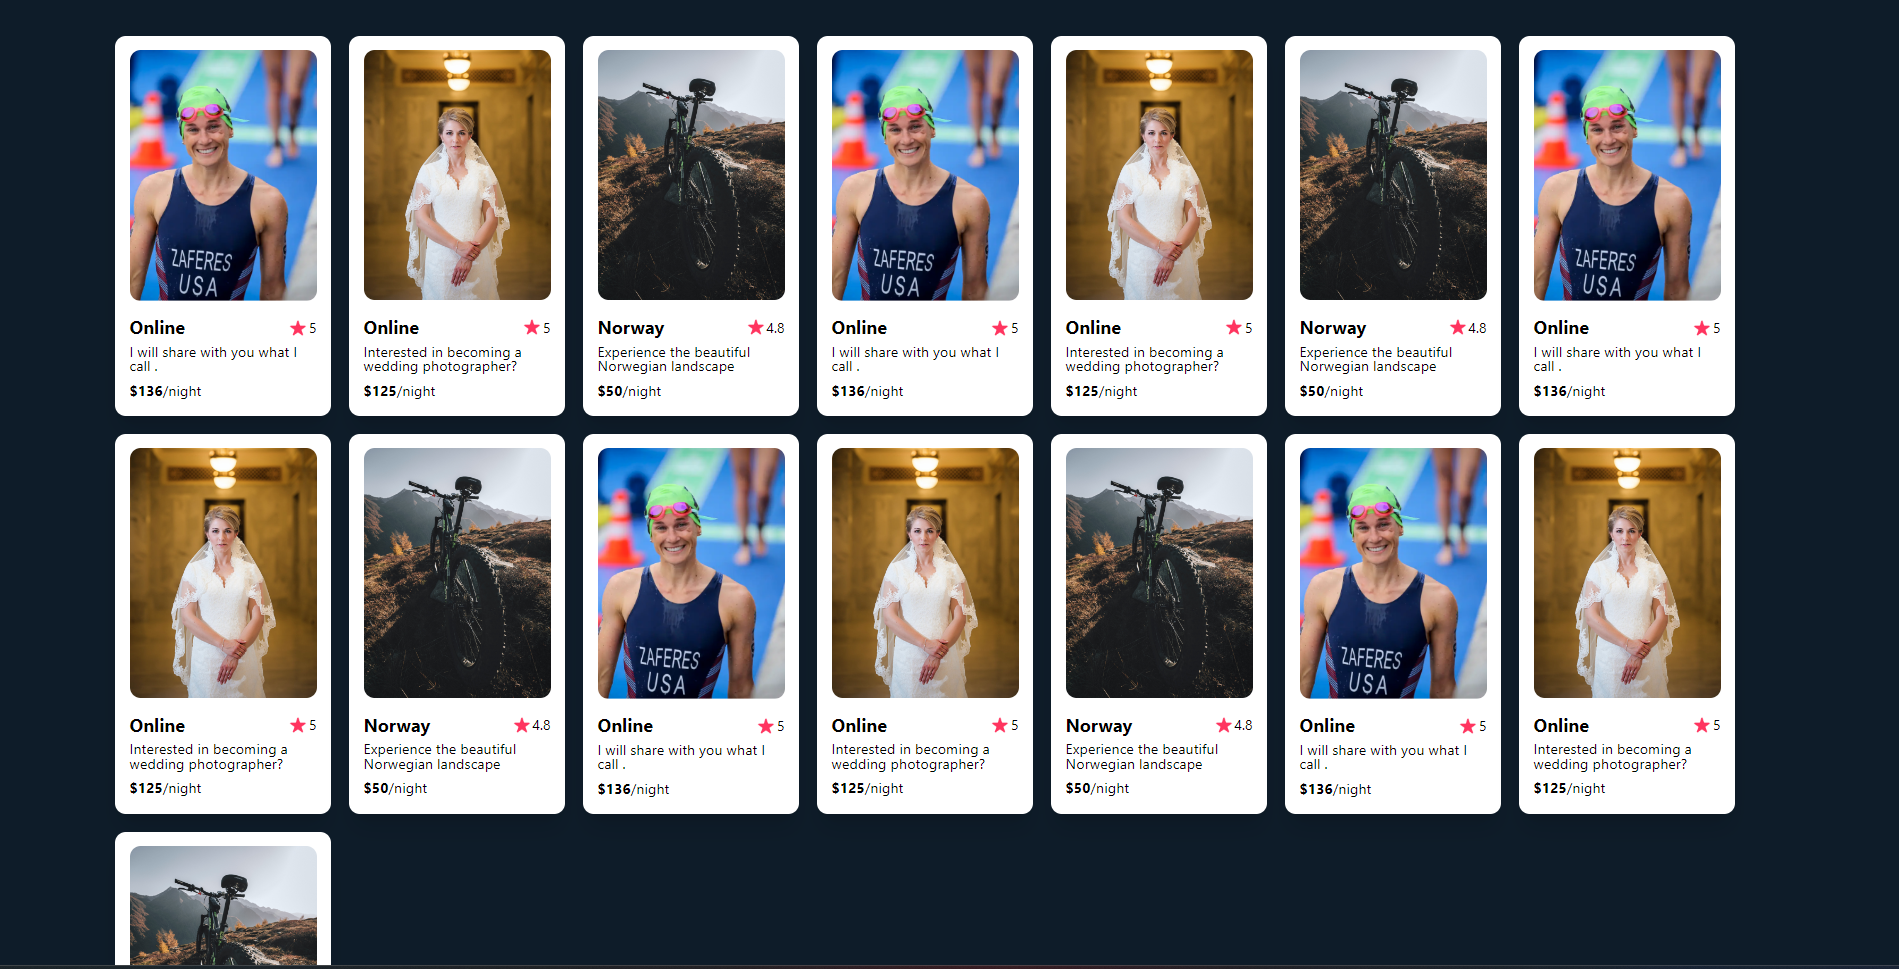 ZAFERES
USA
ZAFERES
USA
ZAFERES
USA
Online ★ 5
I will share with you what I
call .
$136/night
Online ★ 5
Interested in becoming a
wedding photographer?
$125/night
Norway ★ 4.8
Experience the beautiful
Norwegian landscape
$50/night
Online ★ 5
I will share with you what I
call .
$136/night
Online ★ 5
Interested in becoming a
wedding photographer?
$125/night
Norway ★ 4.8
Experience the beautiful
Norwegian landscape
$50/night
Online ★ 5
I will share with you what I
call .
$136/night
ZAFERES
USA
ZAFERES
USA
Online ★ 5
Interested in becoming a
wedding photographer?
$125/night
Norway ★ 4.8
Experience the beautiful
Norwegian landscape
$50/night
Online ★ 5
I will share with you what I
call .
$136/night
Online ★ 5
Interested in becoming a
wedding photographer?
$125/night
Norway ★ 4.8
Experience the beautiful
Norwegian landscape
$50/night
Online ★ 5
I will share with you what I
call .
$136/night
Online ★ 5
Interested in becoming a
wedding photographer?
$125/night